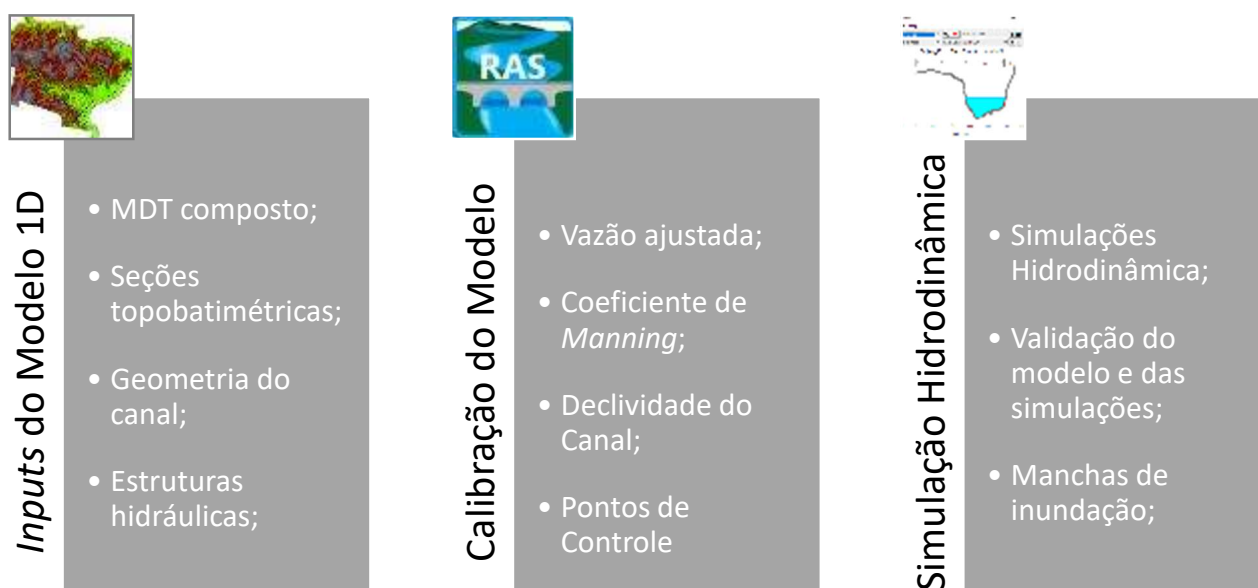 Inputs do Modelo 1D
• MDT composto;
• Seções
topobatimétricas;
• Geometria do
canal;
• Estruturas
hidráulicas;
RAS
Calibração do Modelo
• Vazão ajustada;
• Coeficiente de
Manning;
• Declividade do
Canal;
• Pontos de
Controle
Simulação Hidrodinâmica
• Simulações
Hidrodinâmica;
• Validação do
modelo e das
simulações;
• Manchas de
inundação;